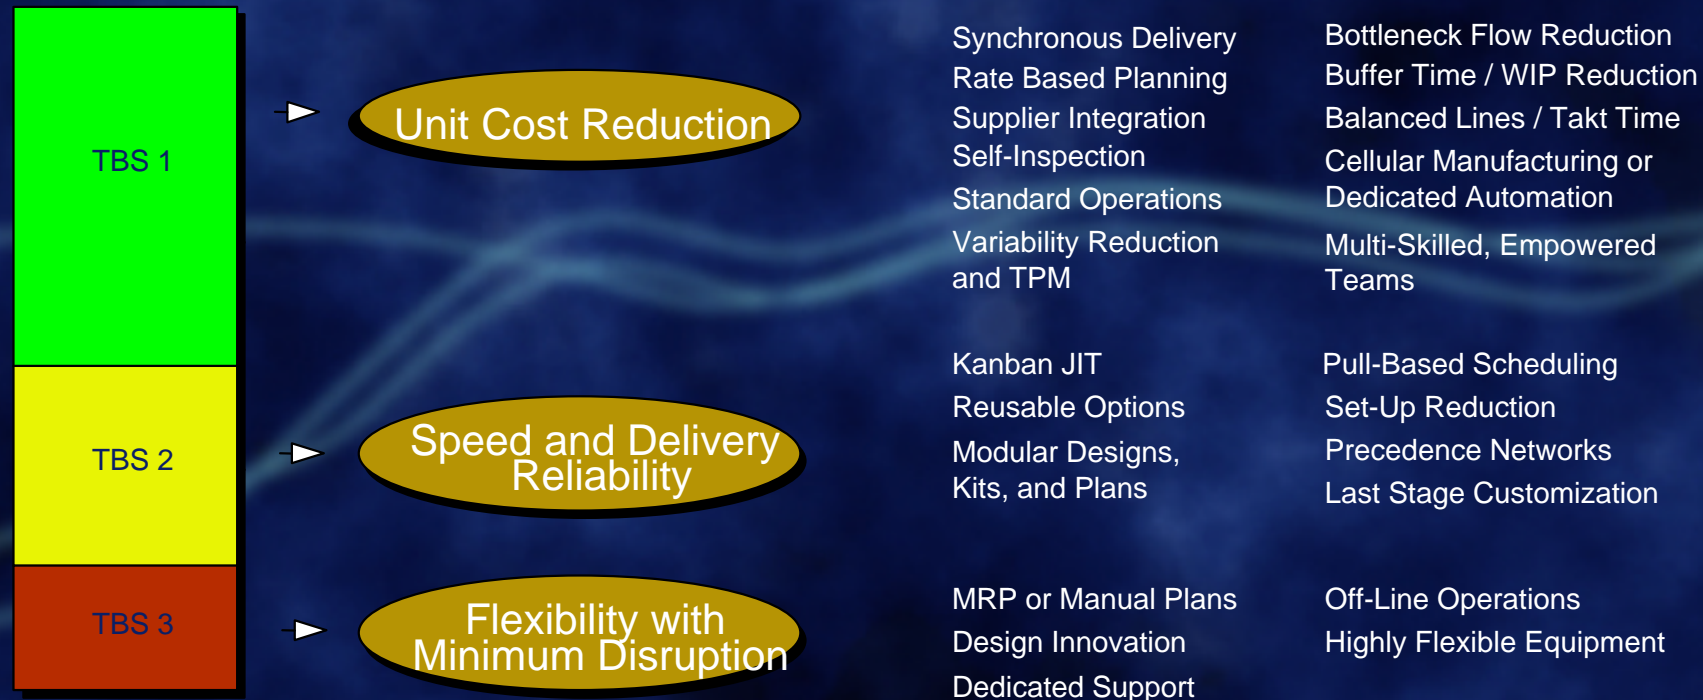 TBS 1
Unit Cost Reduction
Synchronous Delivery
Rate Based Planning
Supplier Integration
Self-Inspection
Standard Operations
Variability Reduction
and TPM
Bottleneck Flow Reduction
Buffer Time / WIP Reduction
Balanced Lines / Takt Time
Cellular Manufacturing or
Dedicated Automation
Multi-Skilled, Empowered
Teams
TBS 2
Speed and Delivery
Reliability
Kanban JIT
Reusable Options
Modular Designs,
Kits, and Plans
Pull-Based Scheduling
Set-Up Reduction
Precedence Networks
Last Stage Customization
TBS 3
Flexibility with
Minimum Disruption
MRP or Manual Plans
Design Innovation
Dedicated Support
Off-Line Operations
Highly Flexible Equipment